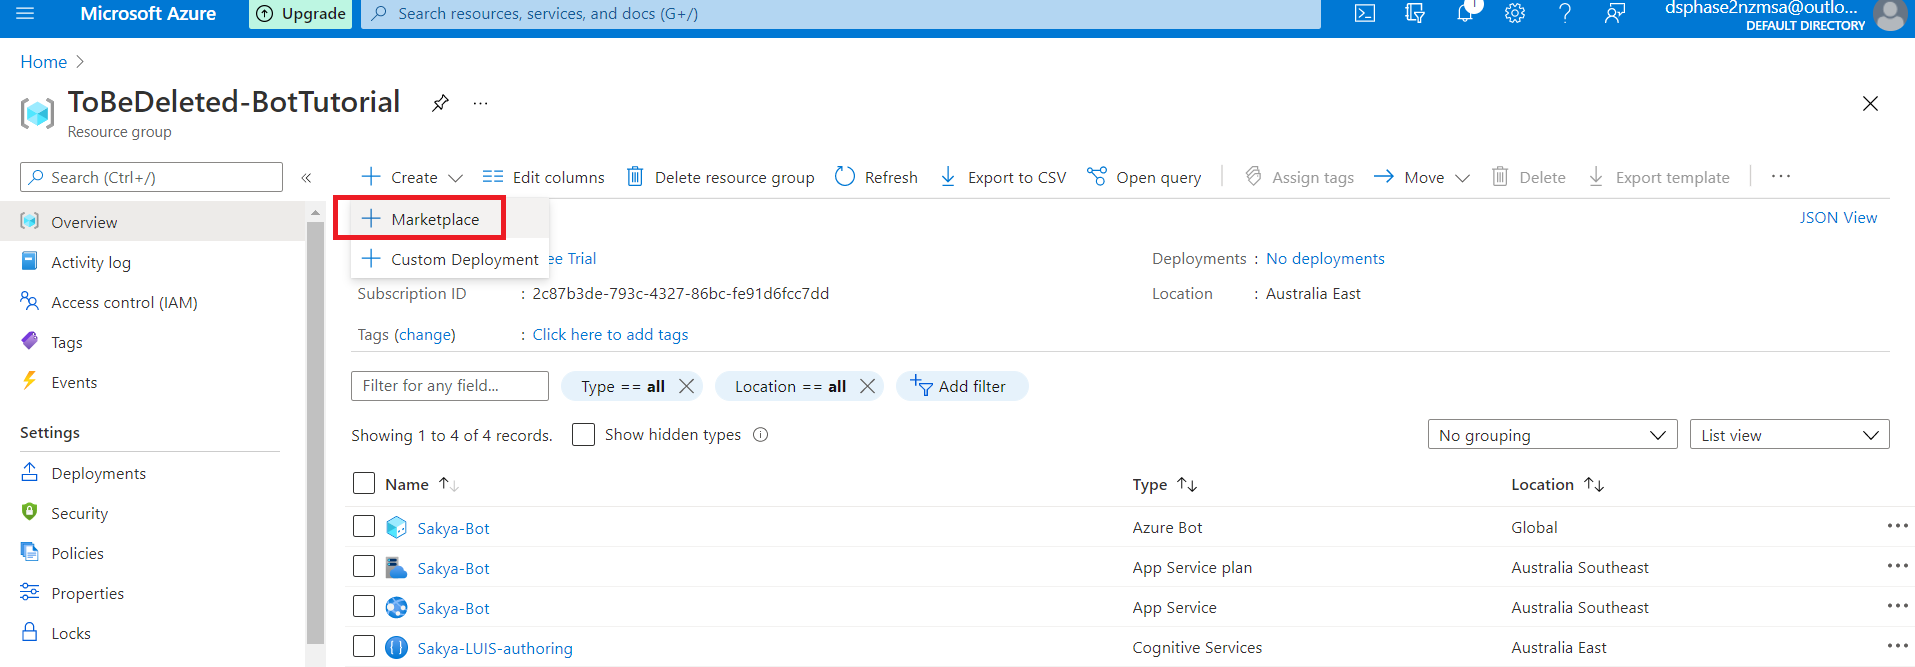 Microsoft Azure
Upgrade
Search resources, services, and docs (G+/)
1
dsphase2nzmsa@outlo...
DEFAULT DIRECTORY
Home >
ToBeDeleted-BotTutorial
...
Resource group
Search (Ctrl+/)
«
Create
Edit columns
Delete resource group
Refresh
Export to CSV
Open query
Assign tags
Move
Delete
Export template
...
Marketplace
Custom Deployment
JSON View
Overview
Activity log
Access control (IAM)
Tags
Events
Settings
Deployments
Security
Policies
Properties
Locks
ee Trial
Deployments : No deployments
Subscription ID : 2c87b3de-793c-4327-86bc-fe91d6fcc7dd
Location : Australia East
Tags (change) : Click here to add tags
Filter for any field...
Type == all
Location == all
Add filter
Showing 1 to 4 of 4 records.
Show hidden types
No grouping
List view
Name Type Location
Sakya-Bot Azure Bot Global ...
Sakya-Bot App Service plan Australia Southeast ...
Sakya-Bot App Service Australia Southeast ...
Sakya-LUIS-authoring Cognitive Services Australia East ...